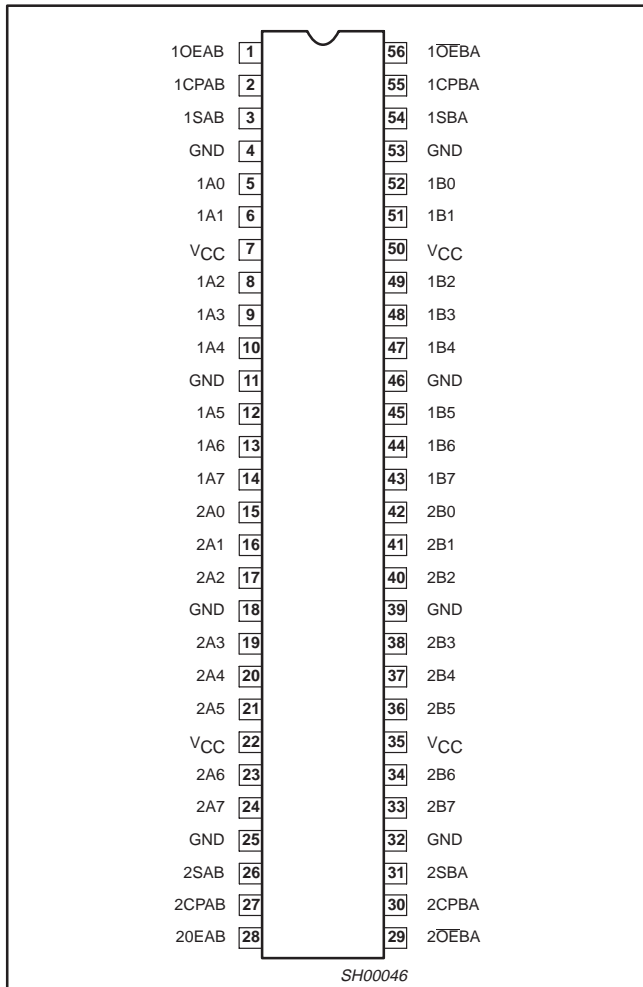 1OEAB 1 56 1O̅E̅BA
1CPAB 2 55 1CPBA
1SAB 3 54 1SBA
GND 4 53 GND
1A0 5 52 1B0
1A1 6 51 1B1
VCC 7 50 VCC
1A2 8 49 1B2
1A3 9 48 1B3
1A4 10 47 1B4
GND 11 46 GND
1A5 12 45 1B5
1A6 13 44 1B6
1A7 14 43 1B7
2A0 15 42 2B0
2A1 16 41 2B1
2A2 17 40 2B2
GND 18 39 GND
2A3 19 38 2B3
2A4 20 37 2B4
2A5 21 36 2B5
VCC 22 35 VCC
2A6 23 34 2B6
2A7 24 33 2B7
GND 25 32 GND
2SAB 26 31 2SBA
2CPAB 27 30 2CPBA
20EAB 28 29 2O̅E̅BA
SH00046